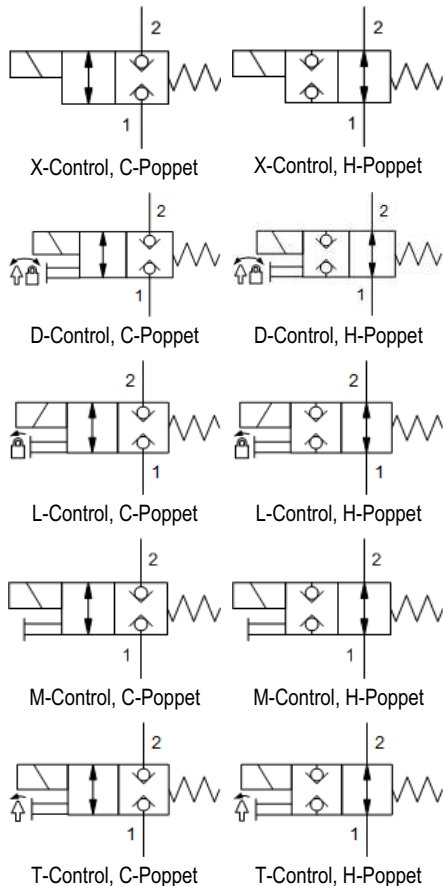 2 2
1 1
X-Control, C-Poppet X-Control, H-Poppet
2 2
1 1
D-Control, C-Poppet D-Control, H-Poppet
2 2
1 1
L-Control, C-Poppet L-Control, H-Poppet
2 2
1 1
M-Control, C-Poppet M-Control, H-Poppet
2 2
1 1
T-Control, C-Poppet T-Control, H-Poppet